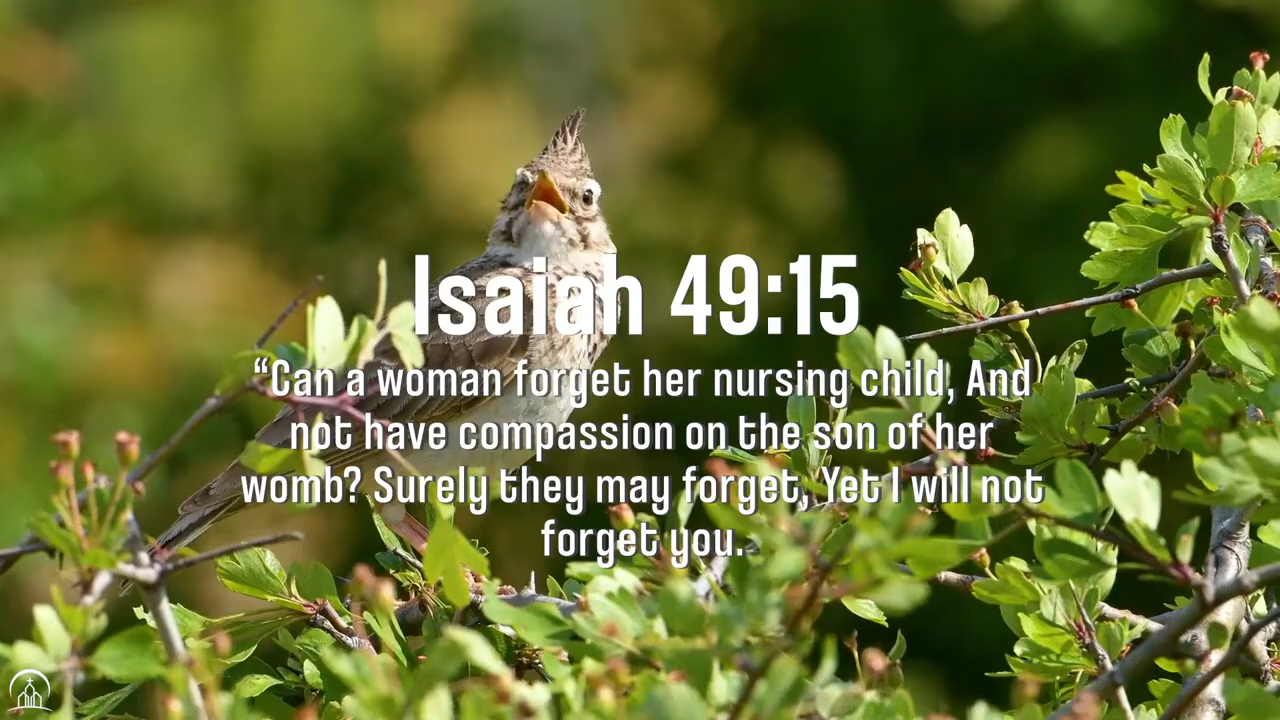 Isaiah 49:15
“Can a woman forget her nursing child, And
not have compassion on the son of her
womb? Surely they may forget, Yet I will not
forget you.